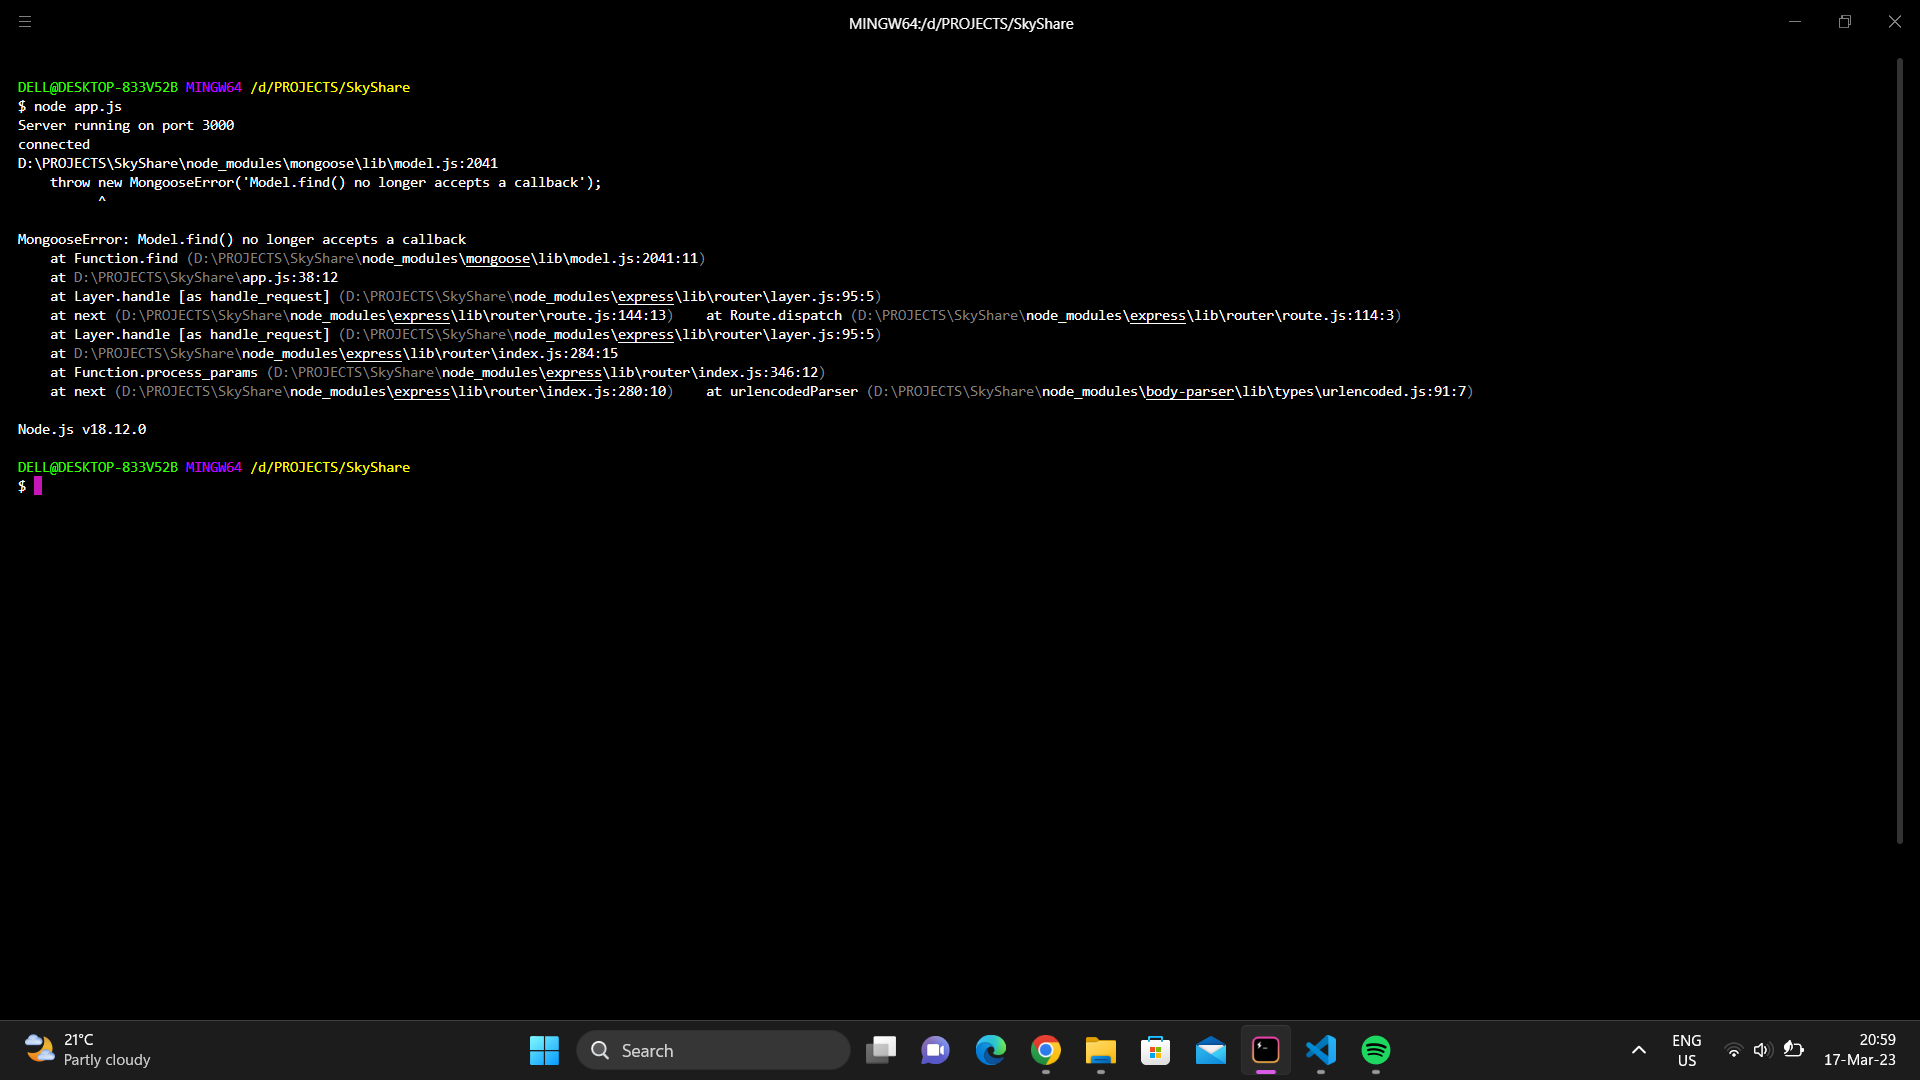 MINGW64:/d/PROJECTS/SkyShare
DELL@DESKTOP-833V52B MINGW64 /d/PROJECTS/SkyShare
$ node app.js
Server running on port 3000
connected
D:\PROJECTS\SkyShare\node_modules\mongoose\lib\model.js:2041
    throw new MongooseError('Model.find() no longer accepts a callback');
          ^
MongooseError: Model.find() no longer accepts a callback
    at Function.find (D:\PROJECTS\SkyShare\node_modules\mongoose\lib\model.js:2041:11)
    at D:\PROJECTS\SkyShare\app.js:38:12
    at Layer.handle [as handle_request] (D:\PROJECTS\SkyShare\node_modules\express\lib\router\layer.js:95:5)
    at next (D:\PROJECTS\SkyShare\node_modules\express\lib\router\route.js:144:13)    at Route.dispatch (D:\PROJECTS\SkyShare\node_modules\express\lib\router\route.js:114:3)
    at Layer.handle [as handle_request] (D:\PROJECTS\SkyShare\node_modules\express\lib\router\layer.js:95:5)
    at D:\PROJECTS\SkyShare\node_modules\express\lib\router\index.js:284:15
    at Function.process_params (D:\PROJECTS\SkyShare\node_modules\express\lib\router\index.js:346:12)
    at next (D:\PROJECTS\SkyShare\node_modules\express\lib\router\index.js:280:10)    at urlencodedParser (D:\PROJECTS\SkyShare\node_modules\body-parser\lib\types\urlencoded.js:91:7)
Node.js v18.12.0
DELL@DESKTOP-833V52B MINGW64 /d/PROJECTS/SkyShare
$
21°C
Partly cloudy
Search
ENG
US
20:59
17-Mar-23